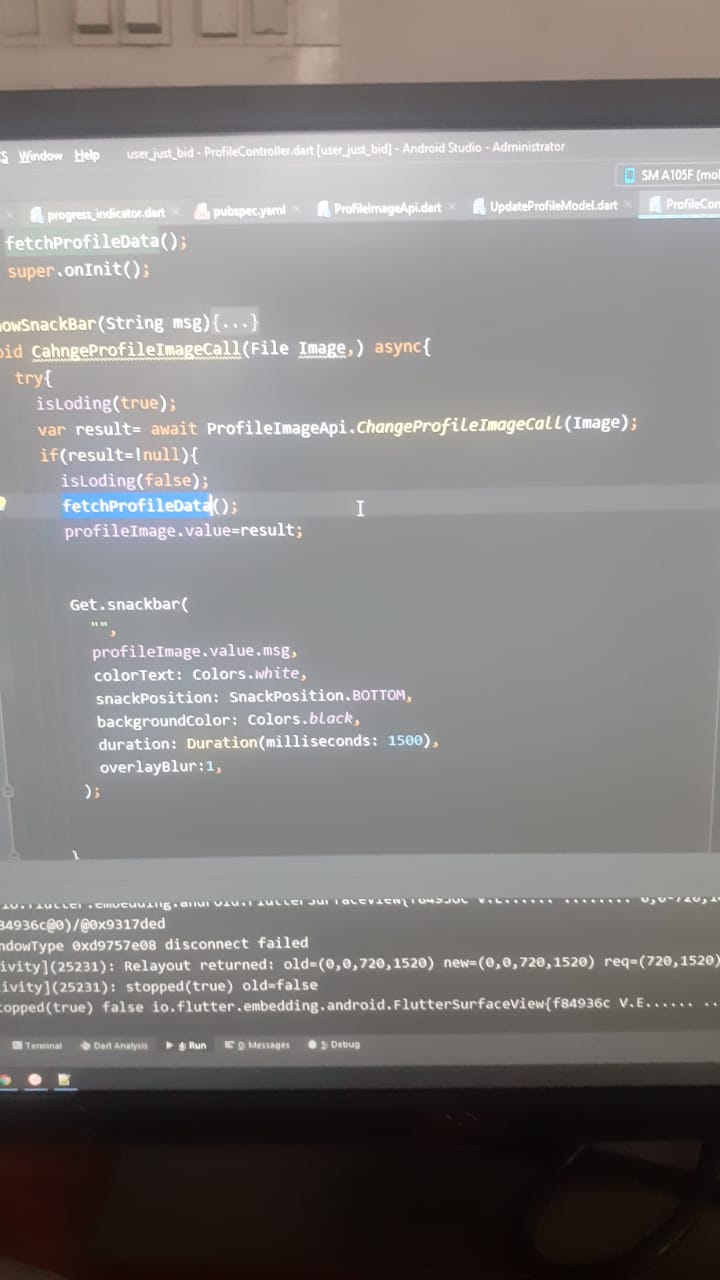 S Window Help user_just_bid - ProfileController.dart [user_just_bid] - Android Studio - Administrator
SM A105F (mo
progress_indicator.dart pubspec.yaml ProfileImageApi.dart UpdateProfileModel.dart ProfileCon
fetchProfileData();
super.onInit();
owSnackBar(String msg){...}
oid CahngeProfileImageCall(File Image,) async{
try{
isLoding(true);
var result= await ProfileImageApi.ChangeProfileImageCall(Image);
if(result=!null){
isLoding(false);
fetchProfileData();
profileImage.value=result;
Get.snackbar(
"",
profileImage.value.msg,
colorText: Colors.white,
snackPosition: SnackPosition.BOTTOM,
backgroundColor: Colors.black,
duration: Duration(milliseconds: 1500),
overlayBlur:1,
);
}
84936c@0)/@0x9317ded
ndowType 0xd9757e08 disconnect failed
ivity](25231): Relayout returned: old=(0,0,720,1520) new=(0,0,720,1520) req=(720,1520)
ivity](25231): stopped(true) old=false
topped(true) false io.flutter.embedding.android.FlutterSurfaceView{f84936c V.E...... ..
Terminal Dart Analysis 4: Run 0: Messages 5: Debug